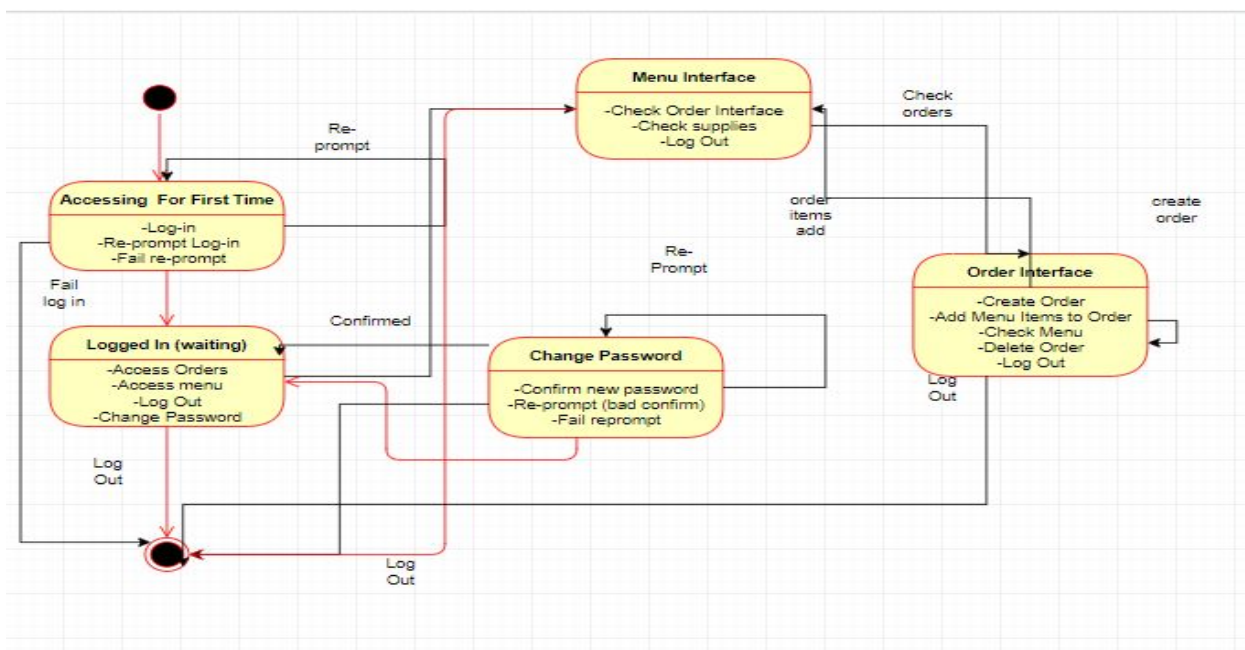 Menu Interface
-Check Order Interface
-Check supplies
-Log Out
Check
orders
Re-
prompt
Accessing  For First Time
-Log-in
-Re-prompt Log-in
-Fail re-prompt
order
items
add
create
order
Re-
Prompt
Order Interface
-Create Order
-Add Menu Items to Order
-Check Menu
-Delete Order
-Log Out
Fail
log in
Confirmed
Logged In (waiting)
-Access Orders
-Access menu
-Log Out
-Change Password
Change Password
-Confirm new password
-Re-prompt (bad confirm)
-Fail reprompt
Log
Out
Log
Out
Log
Out